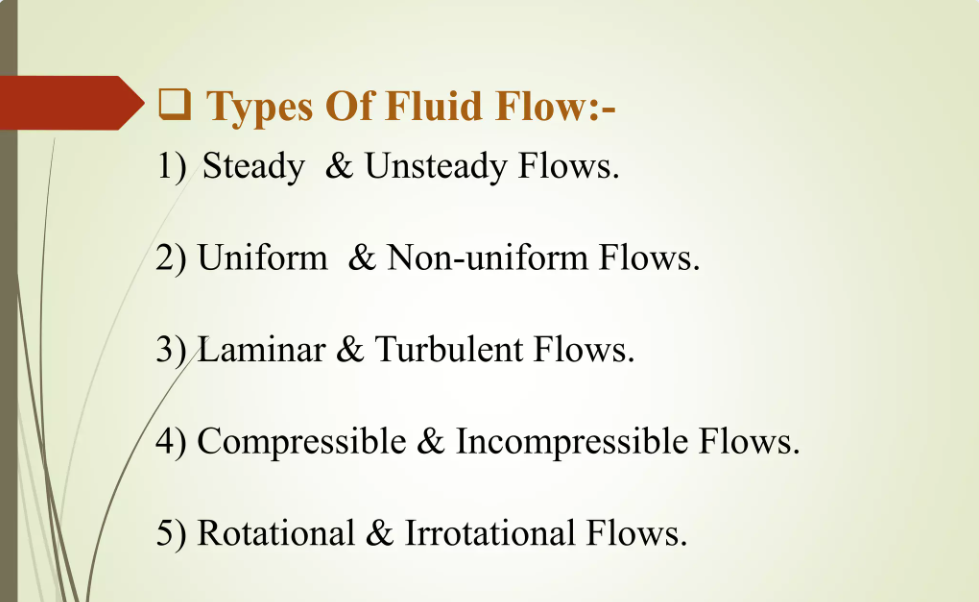 ❑ Types Of Fluid Flow:-
1) Steady & Unsteady Flows.
2) Uniform & Non-uniform Flows.
3) Laminar & Turbulent Flows.
4) Compressible & Incompressible Flows.
5) Rotational & Irrotational Flows.